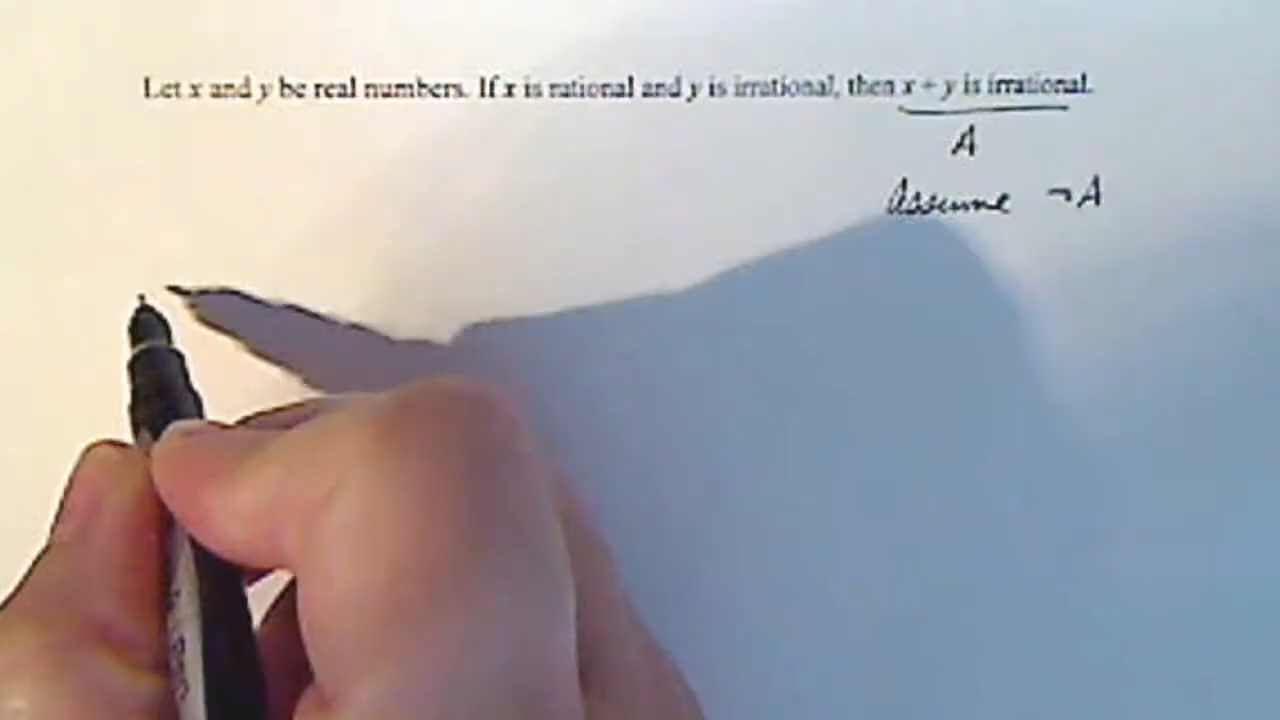 Let x and y be real numbers. If x is rational and y is irrational, then x + y is irrational.
A
Assume ¬A